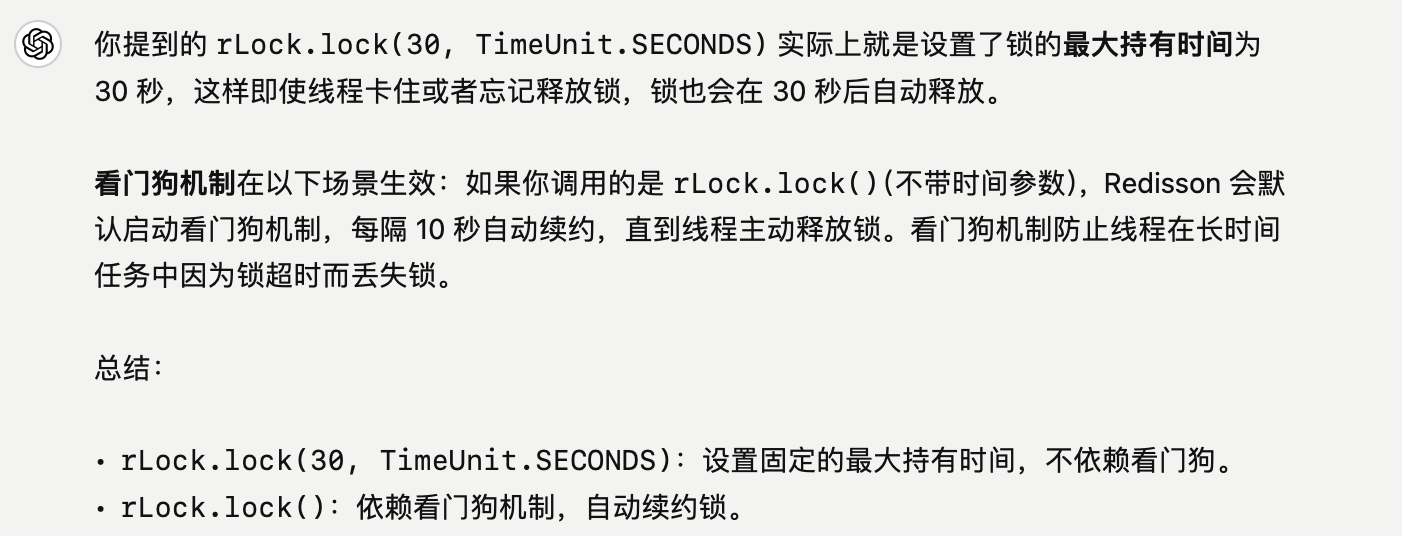 你提到的 rLock.lock(30, TimeUnit.SECONDS) 实际上就是设置了锁的最大持有时间为
30 秒，这样即使线程卡住或者忘记释放锁，锁也会在 30 秒后自动释放。
看门狗机制在以下场景生效：如果你调用的是 rLock.lock()(不带时间参数)，Redisson 会默
认启动看门狗机制，每隔 10 秒自动续约，直到线程主动释放锁。看门狗机制防止线程在长时间
任务中因为锁超时而丢失锁。
总结：
• rLock.lock(30, TimeUnit.SECONDS)：设置固定的最大持有时间，不依赖看门狗。
• rLock.lock()：依赖看门狗机制，自动续约锁。